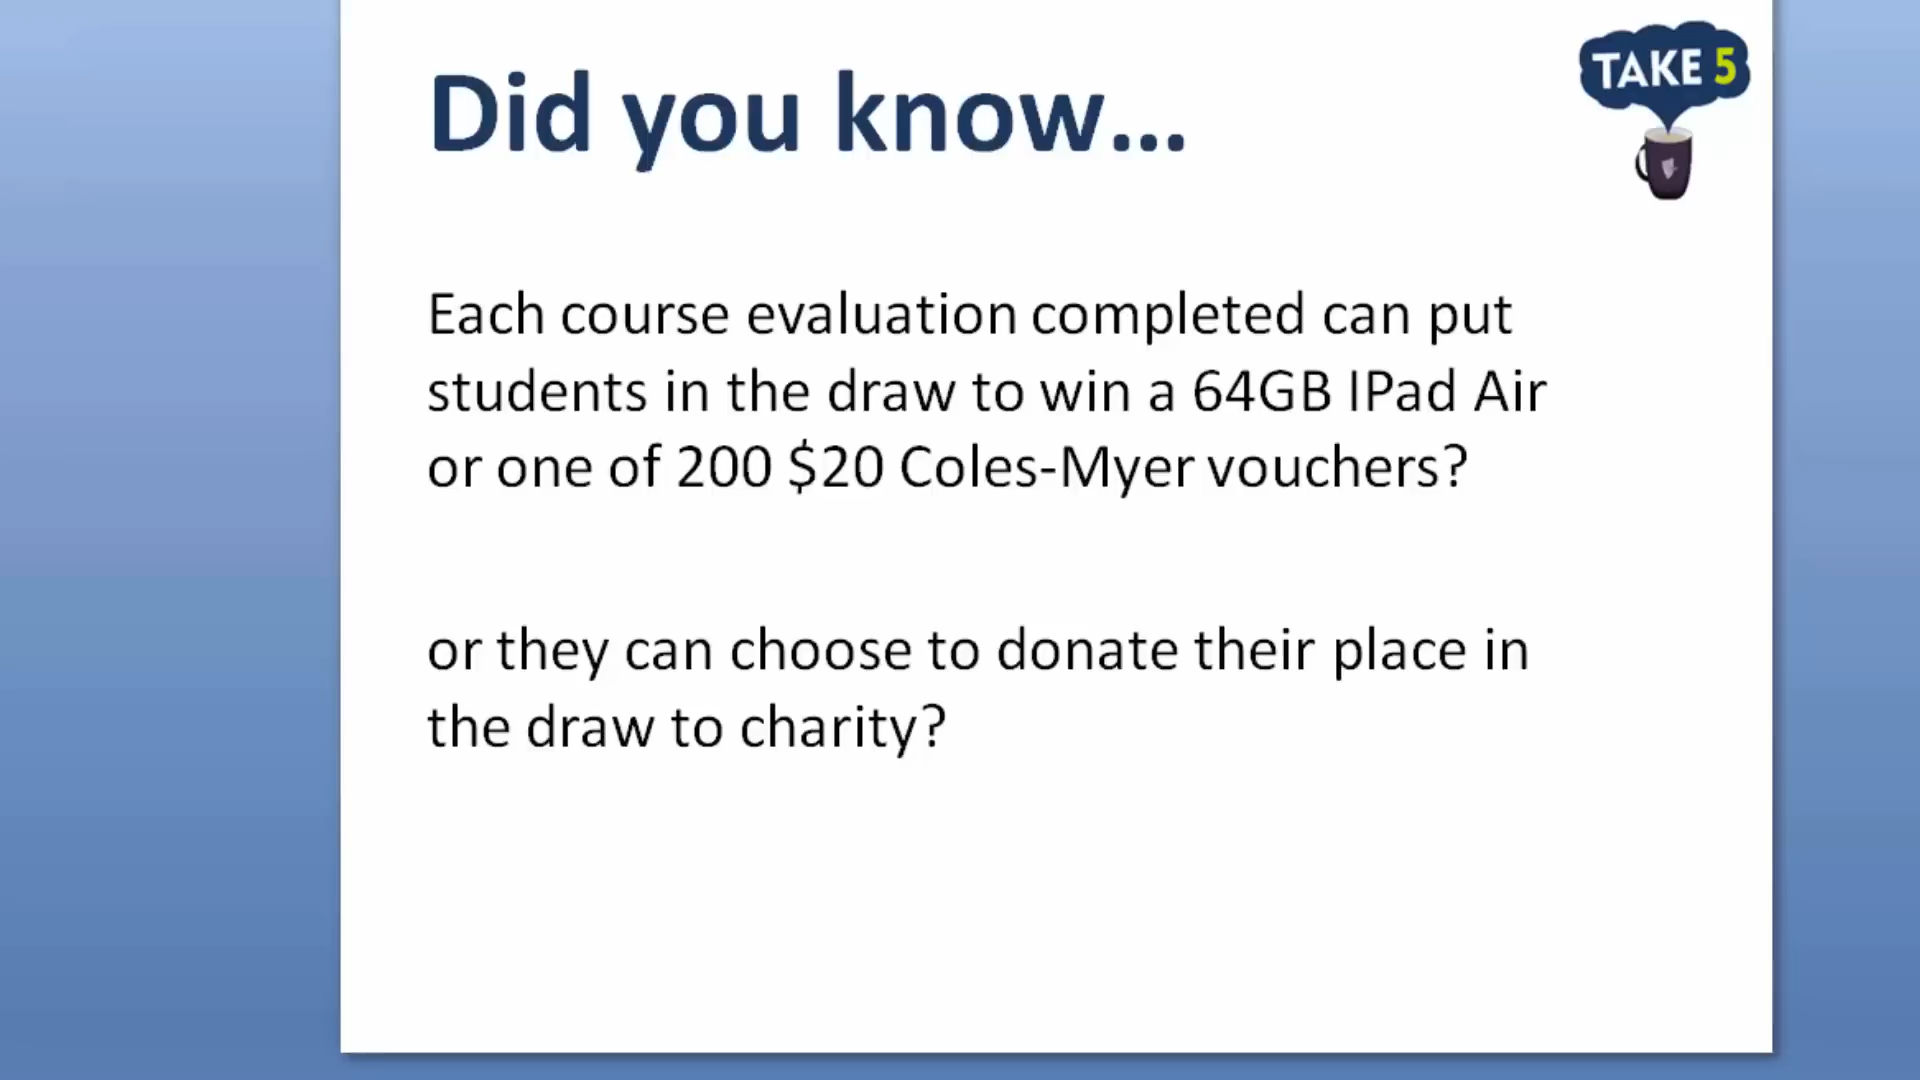 TAKE 5
Did you know...
Each course evaluation completed can put
students in the draw to win a 64GB IPad Air
or one of 200 $20 Coles-Myer vouchers?
or they can choose to donate their place in
the draw to charity?